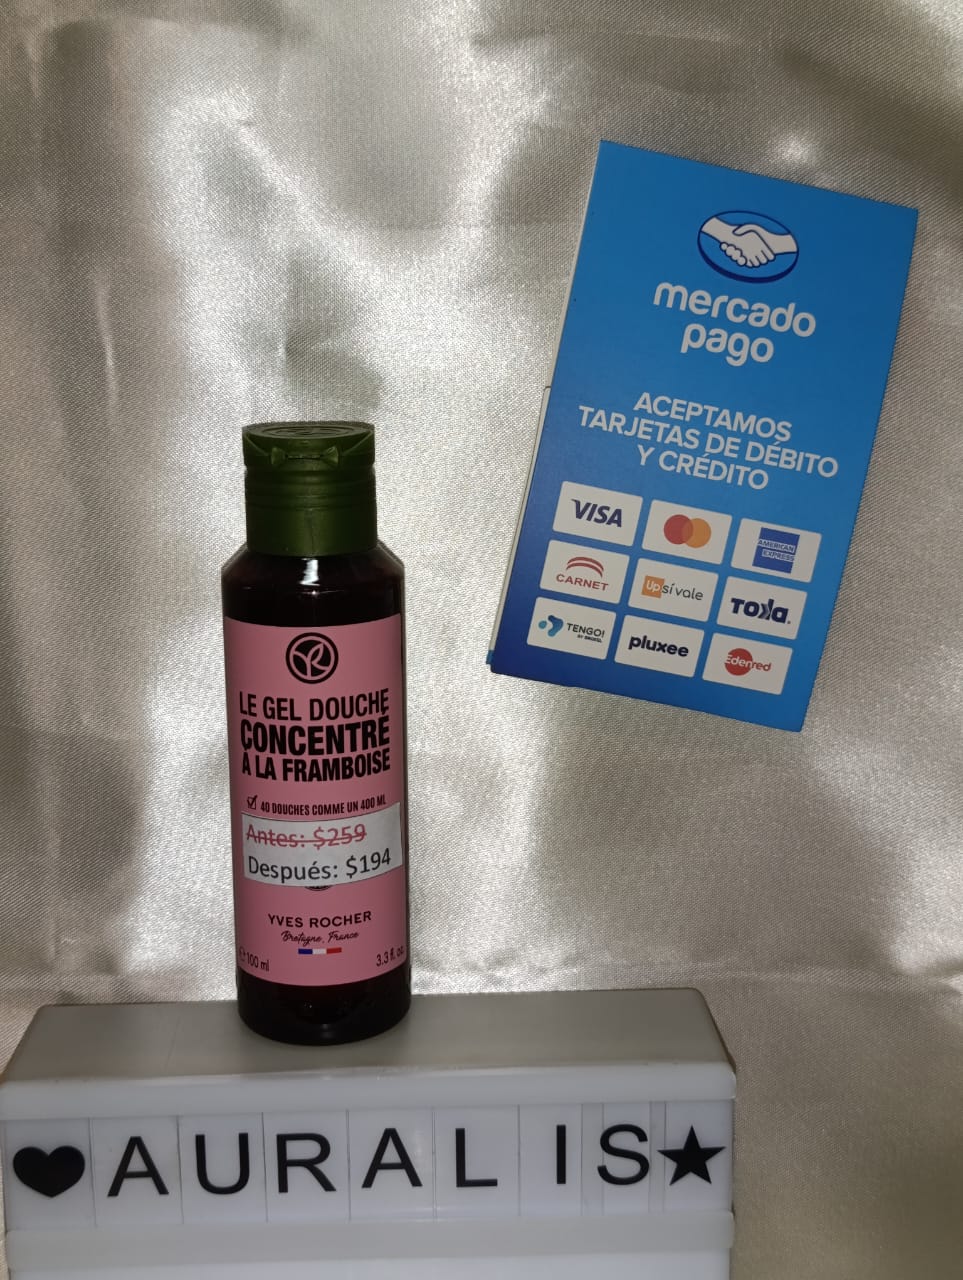 mercado
pago
ACEPTAMOS
TARJETAS DE DÉBITO
Y CRÉDITO
VISA
AMERICAN
EXPRESS
CARNET
Up sí vale
TOKA
TENGO!
pluxee
Edenred
LE GEL DOUCHE
CONCENTRÉ
À LA FRAMBOISE
40 DOUCHES COMME UN 400 ML
Antes: $259
Después: $194
YVES ROCHER
Bretagne, France
100 ml 3.3 fl. oz.
♥AURALIS★